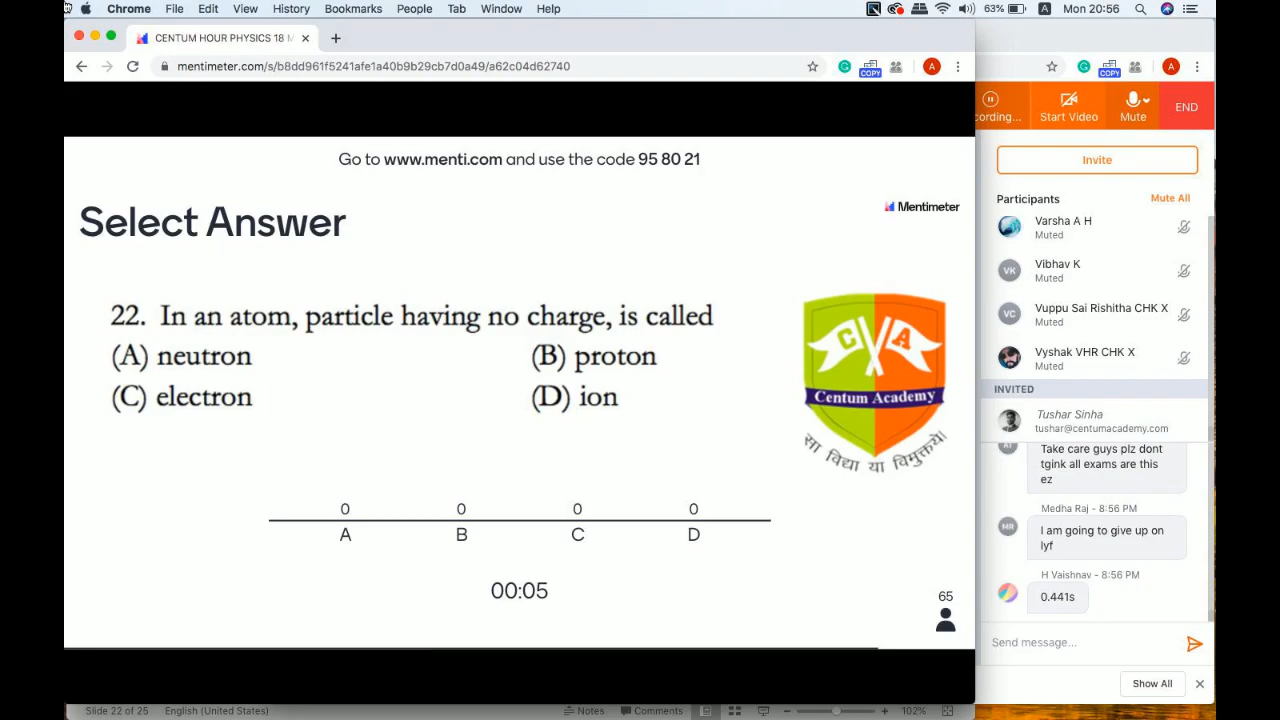 Chrome File Edit View History Bookmarks People Tab Window Help 63% A Mon 20:56
CENTUM HOUR PHYSICS 18 M
mentimeter.com/s/b8dd961f5241afe1a40b9b29cb7d0a49/a62c04d62740 COPY A COPY A
Go to www.menti.com and use the code 95 80 21
Select Answer
Mentimeter
22. In an atom, particle having no charge, is called
(A) neutron (B) proton
(C) electron (D) ion
C A
Centum Academy
सा विद्या या विमुक्तये।
0 0 0 0
A B C D
00:05
65
cording... Start Video Mute END
Invite
Participants Mute All
Varsha A H
Muted
VK Vibhav K
Muted
VC Vuppu Sai Rishitha CHK X
Muted
Vyshak VHR CHK X
Muted
INVITED
Tushar Sinha
tushar@centumacademy.com
Take care guys plz dont
tgink all exams are this
ez
Medha Raj - 8:56 PM
MR I am going to give up on
lyf
H Vaishnav - 8:56 PM
0.441s
Send message...
Show All
Slide 22 of 25 English (United States) Notes Comments 102%